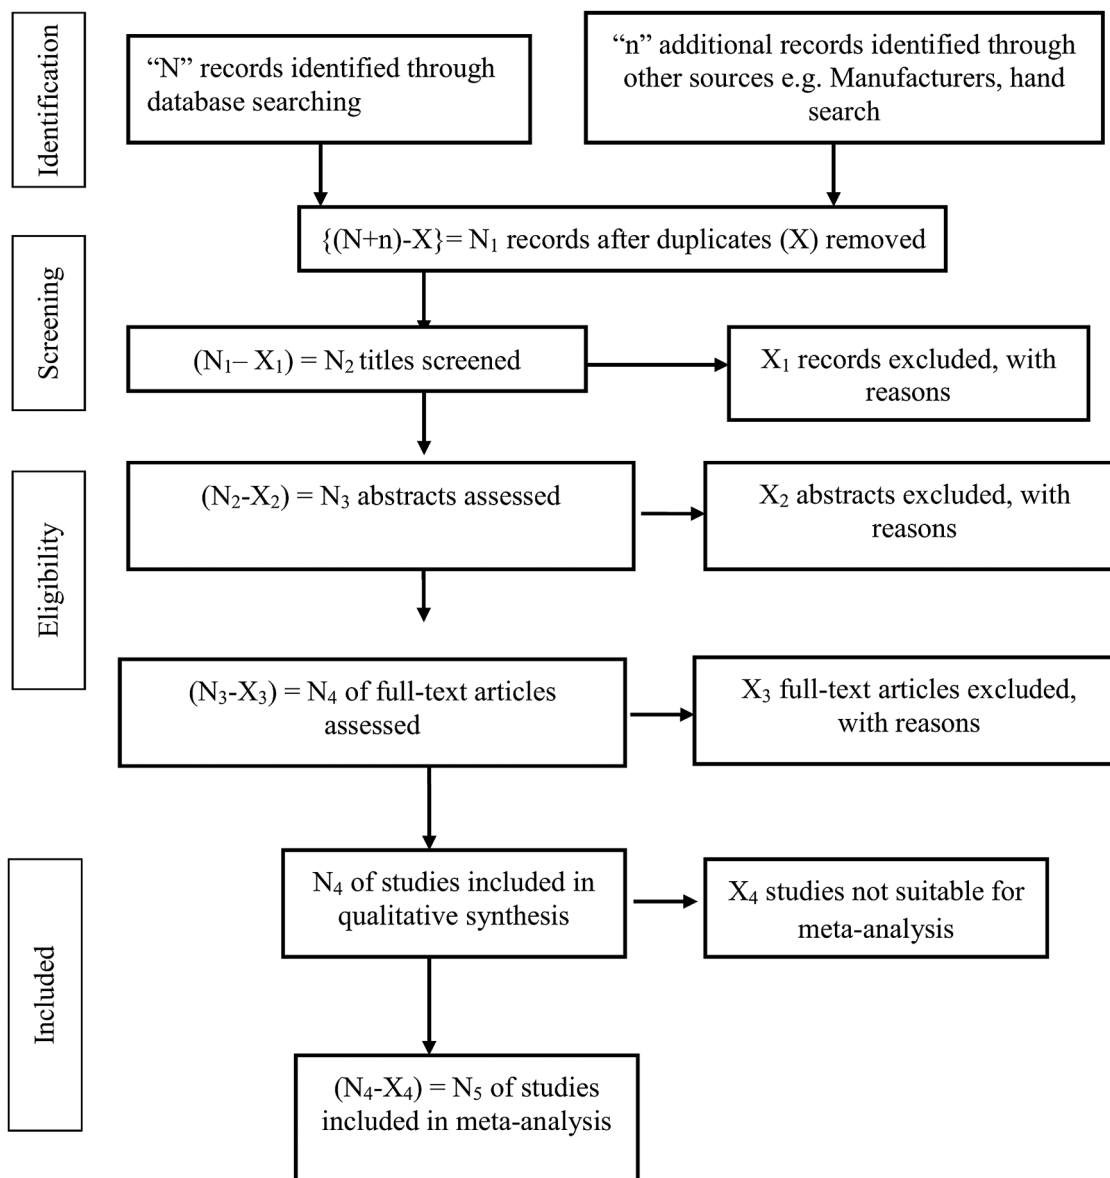 Identification
“N” records identified through
database searching
“n” additional records identified through
other sources e.g. Manufacturers, hand
search
Screening
{(N+n)-X}= N₁ records after duplicates (X) removed
(N₁– X₁) = N₂ titles screened
X₁ records excluded, with
reasons
Eligibility
(N₂-X₂) = N₃ abstracts assessed
X₂ abstracts excluded, with
reasons
(N₃-X₃) = N₄ of full-text articles
assessed
X₃ full-text articles excluded,
with reasons
Included
N₄ of studies included in
qualitative synthesis
X₄ studies not suitable for
meta-analysis
(N₄-X₄) = N₅ of studies
included in meta-analysis